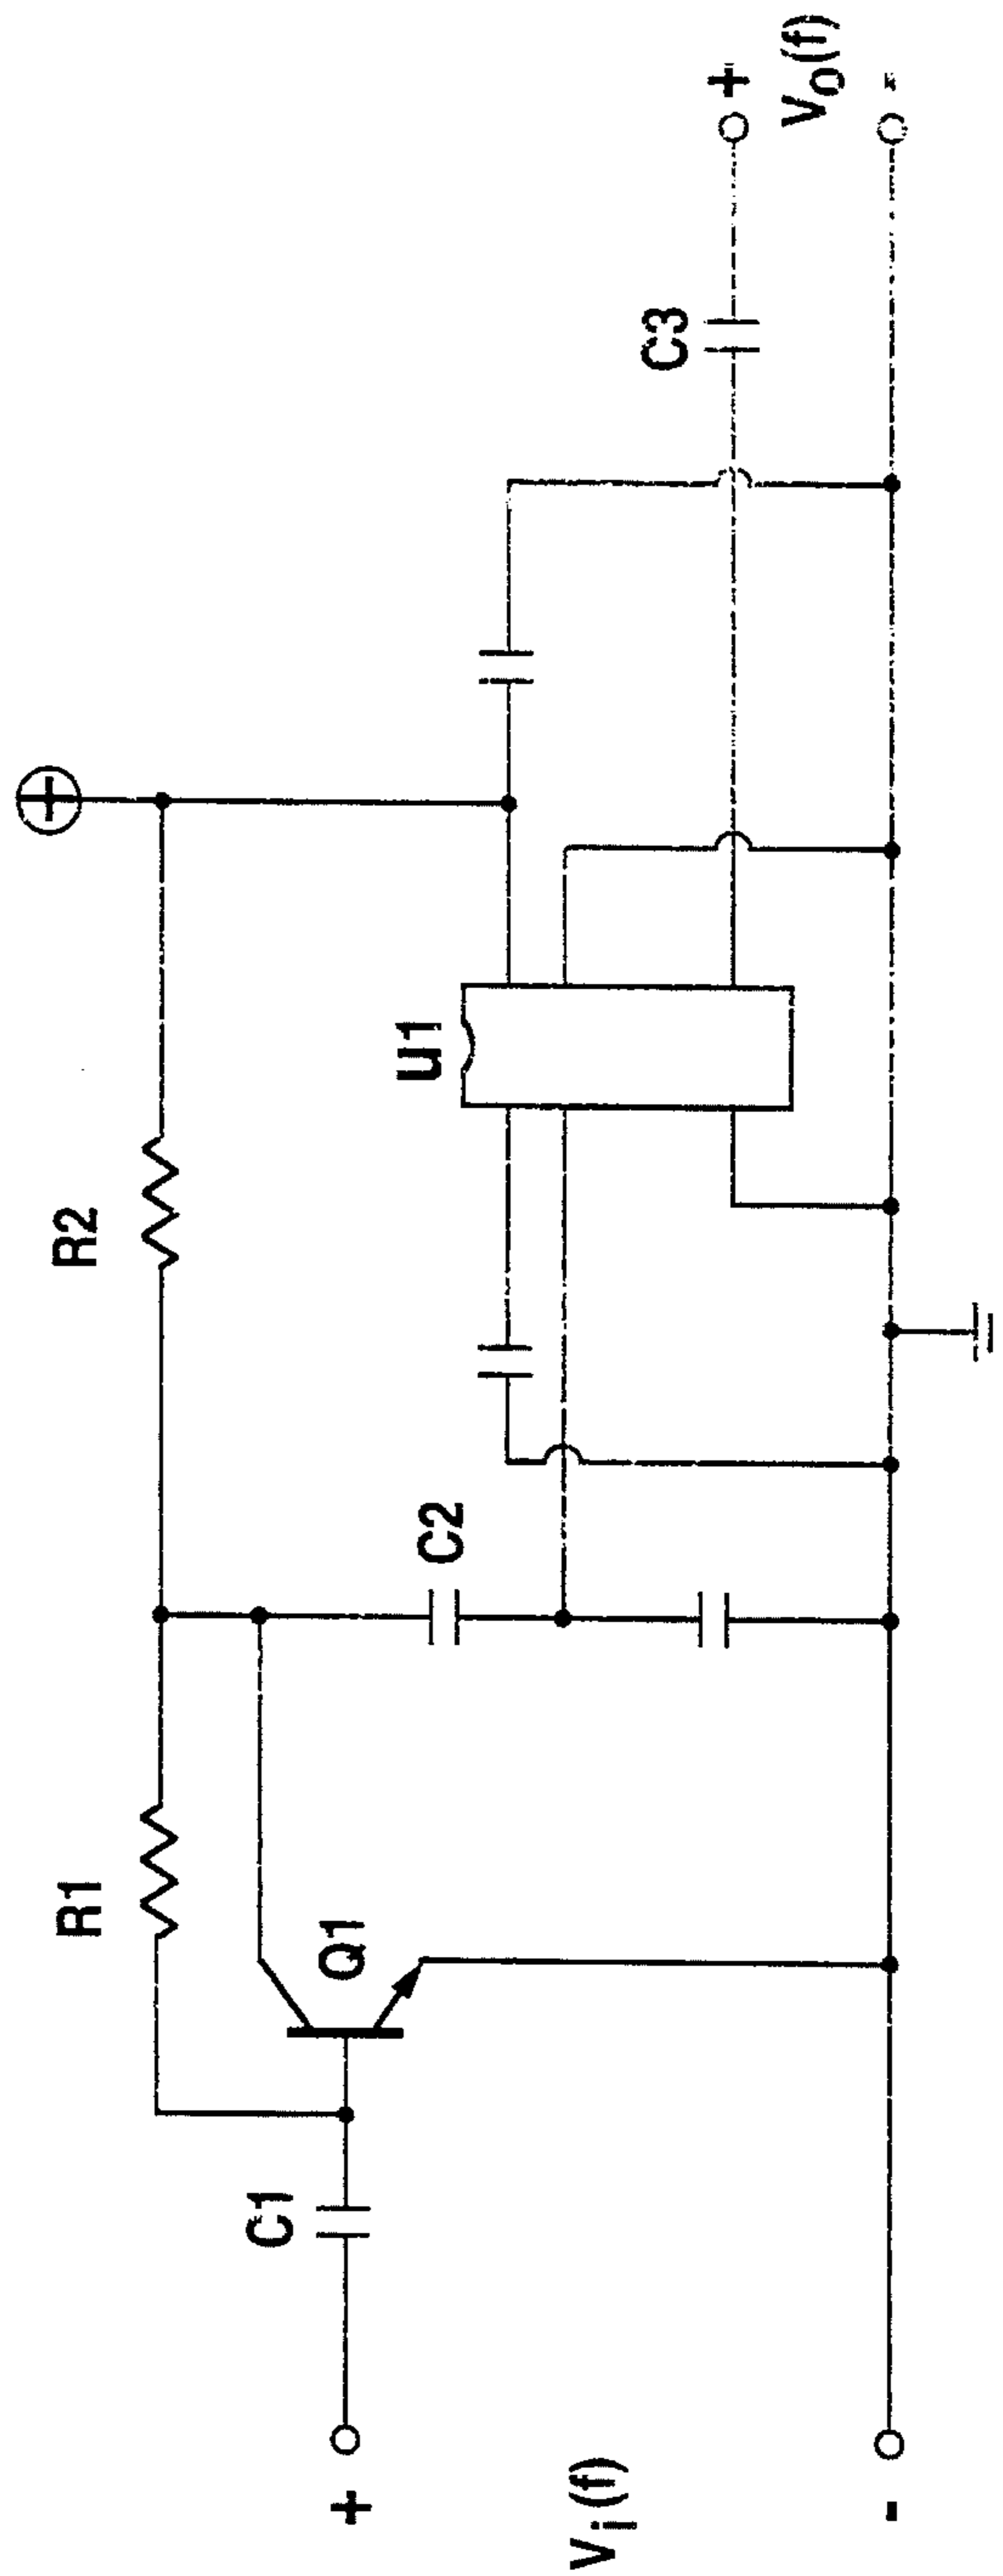 +
Vi(f)
-
C1
R1
Q1
C2
R2
u1
+
C3
+
Vo(f)
-